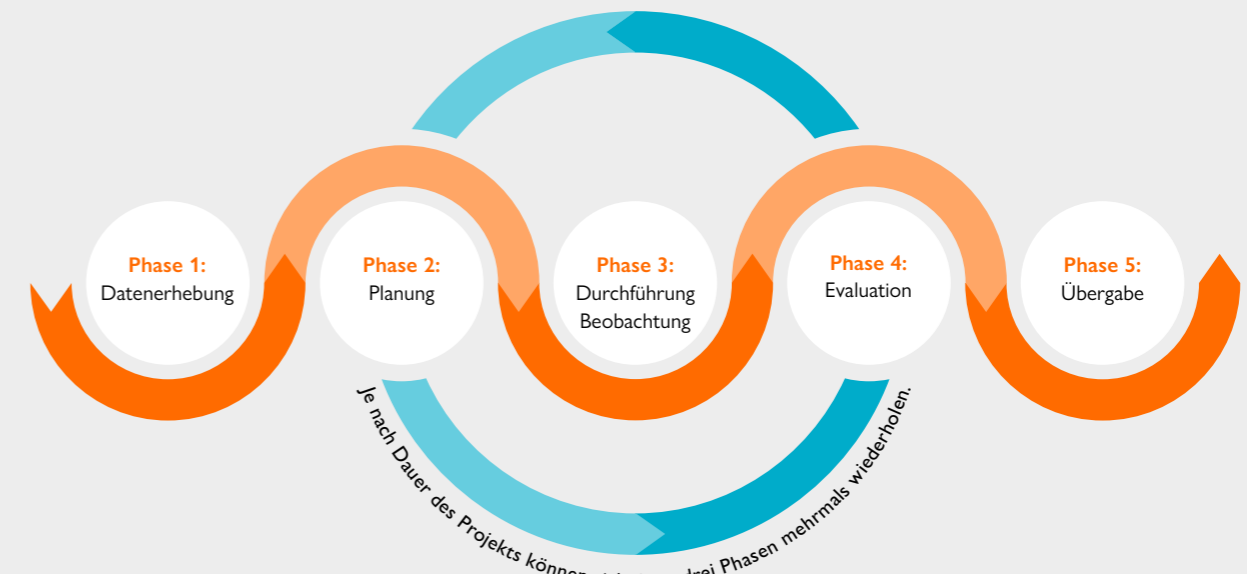 Phase 1:
Datenerhebung
Phase 2:
Planung
Phase 3:
Durchführung
Beobachtung
Phase 4:
Evaluation
Phase 5:
Übergabe
Je nach Dauer des Projekts können drei Phasen mehrmals wiederholen.